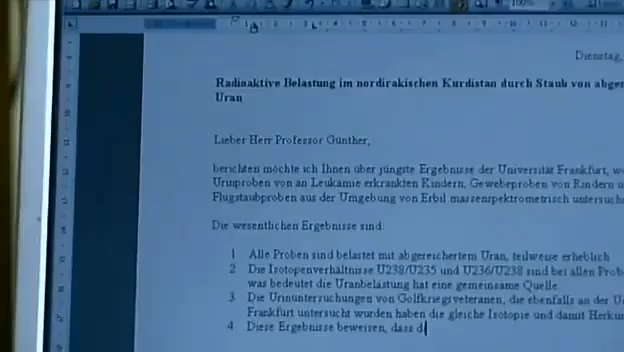 100%
Dienstag,
Radioaktive Belastung im nordirakischen Kurdistan durch Staub von abger
Uran
Lieber Herr Professor Günther,
berichten möchte ich Ihnen über jüngste Ergebnisse der Universität Frankfurt, w
Urinproben von an Leukämie erkrankten Kindern, Gewebeproben von Rindern u
Flugstaubproben aus der Umgebung von Erbil massenspektrometrisch untersuch
Die wesentlichen Ergebnisse sind:
1 Alle Proben sind belastet mit abgereichertem Uran, teilweise erheblich
2 Die Isotopenverhältnisse U238/U235 und U236/U238 sind bei allen Prob
was bedeutet die Uranbelastung hat eine gemeinsame Quelle
3 Die Urinuntersuchungen von Golfkriegsveteranen, die ebenfalls an der U
Frankfurt untersucht wurden haben die gleiche Isotopie und damit Herku
4. Diese Ergebnisse beweisen, dass d